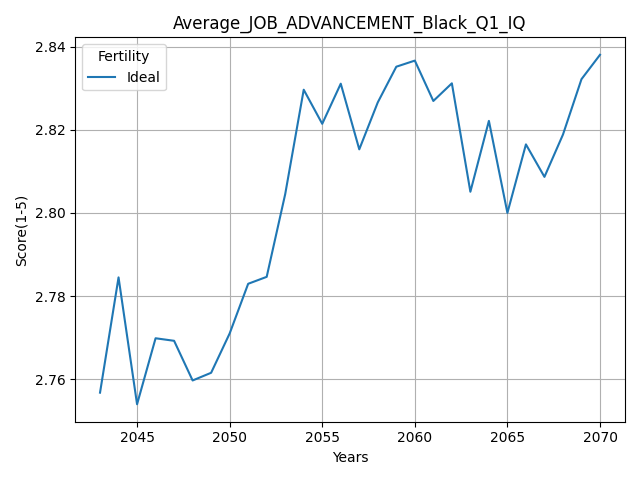 Average_JOB_ADVANCEMENT_Black_Q1_IQ
Fertility
Ideal
Score(1-5)
2.84
2.82
2.80
2.78
2.76
2045 2050 2055 2060 2065 2070
Years